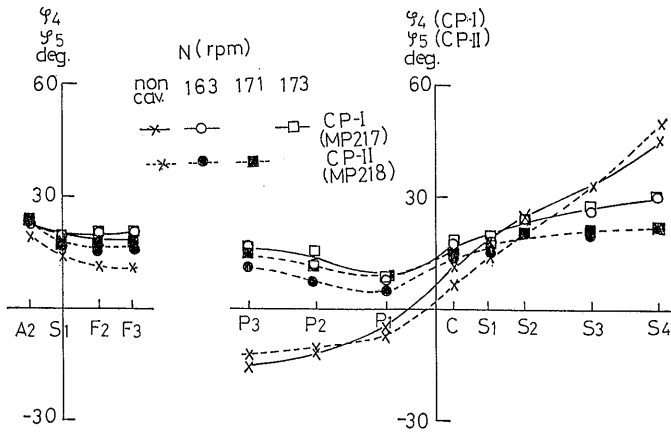 φ4
φ5
deg.
60
30
-30
A2 S1 F2 F3
N (rpm)
non cav. 163 171 173
CP-I
(MP217)
CP-II
(MP218)
φ4 (CP-I)
φ5 (CP-II)
deg.
60
30
-30
P3 P2 P1 C S1 S2 S3 S4